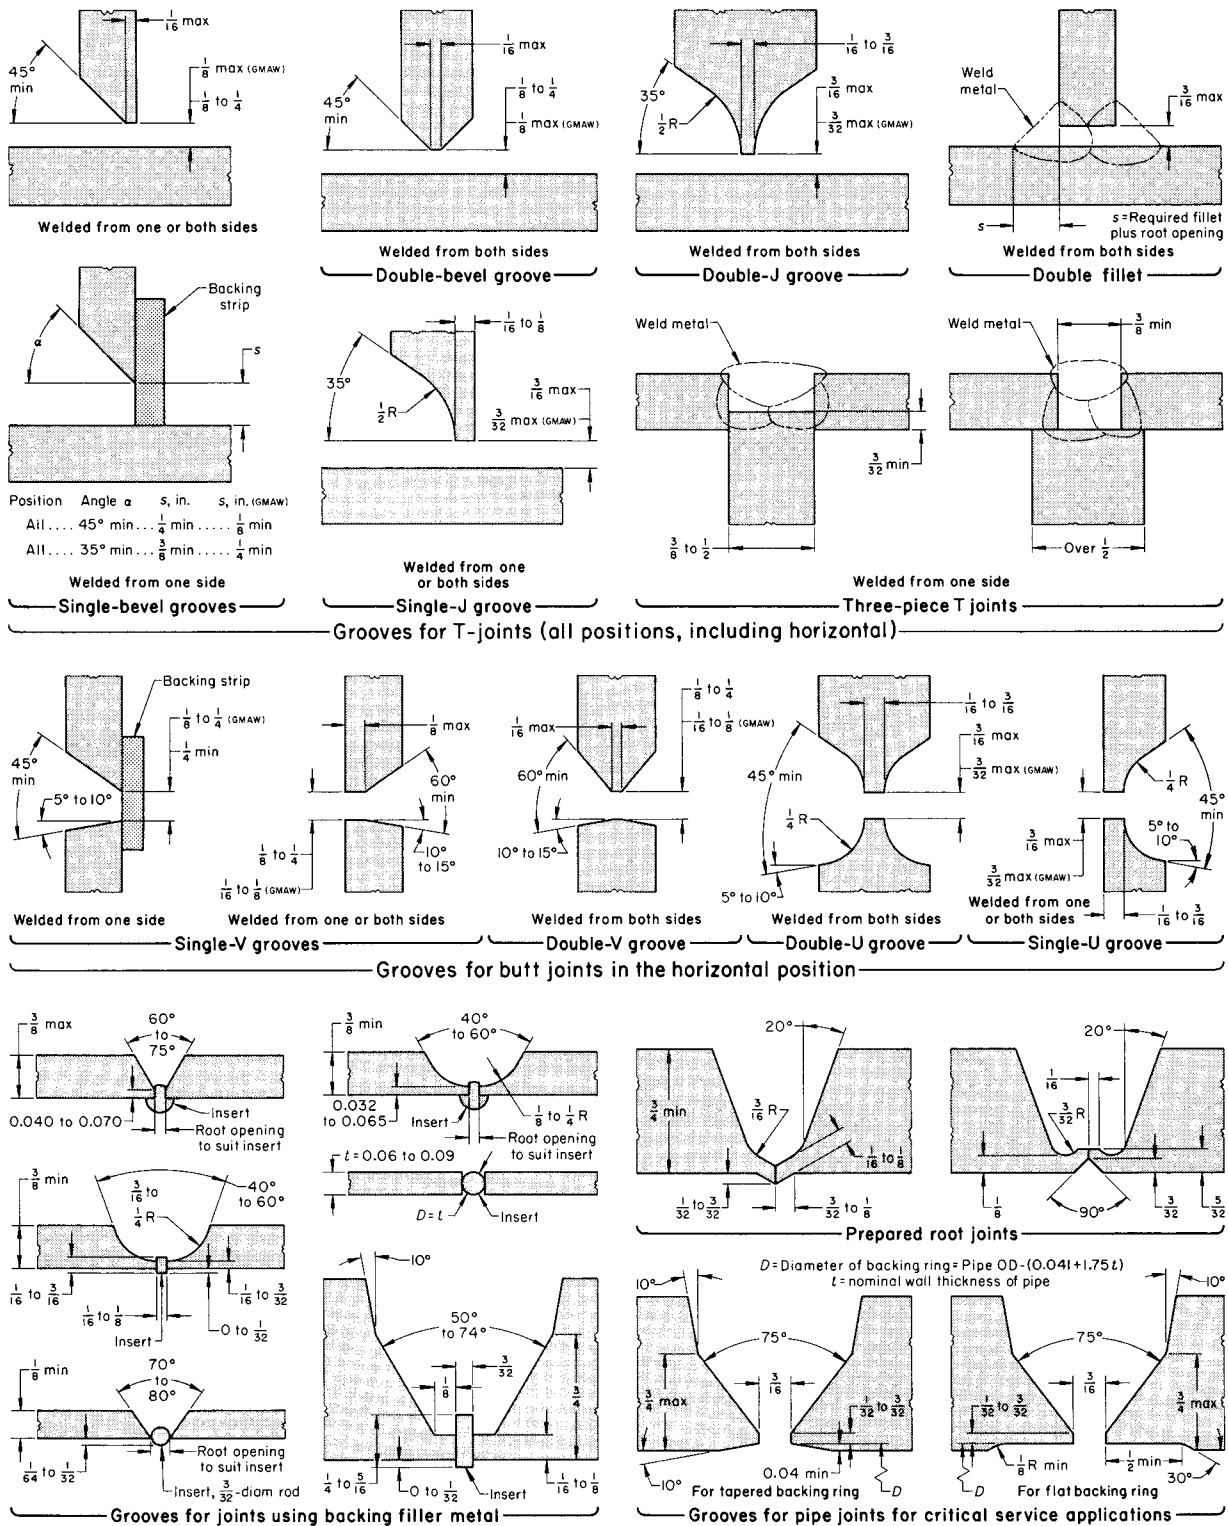 1/16 max
45° min
1/8 max (GMAW)
1/8 to 1/4
Welded from one or both sides
1/16 max
45° min
1/8 to 1/4
1/8 max (GMAW)
Welded from both sides
Double-bevel groove
1/16 to 3/16
35°
1/2 R
3/16 max
3/32 max (GMAW)
Welded from both sides
Double-J groove
Weld metal
3/16 max
s
s=Required fillet plus root opening
Welded from both sides
Double fillet
Backing strip
α
s
Position Angle α s, in. s, in. (GMAW)
All .... 45° min ... 1/4 min ..... 1/8 min
All .... 35° min ... 3/8 min ..... 1/4 min
Welded from one side
Single-bevel grooves
1/16 to 1/8
35°
1/2 R
3/16 max
3/32 max (GMAW)
Welded from one or both sides
Single-J groove
Weld metal
3/32 min
3/8 to 1/2
Weld metal
3/8 min
Over 1/2
Welded from one side
Three-piece T joints
Grooves for T-joints (all positions, including horizontal)
Backing strip
1/8 to 1/4 (GMAW)
1/4 min
45° min
5° to 10°
Welded from one side
1/8 max
60° min
1/8 to 1/4
1/16 to 1/8 (GMAW)
10° to 15°
Welded from one or both sides
Single-V grooves
1/16 max
1/8 to 1/4
1/16 to 1/8 (GMAW)
60° min
10° to 15°
Welded from both sides
Double-V groove
1/16 to 3/16
3/16 max
3/32 max (GMAW)
45° min
1/4 R
5° to 10°
Welded from both sides
Double-U groove
1/4 R
45° min
3/16 max
5° to 10°
3/32 max (GMAW)
Welded from one or both sides
1/16 to 3/16
Single-U groove
Grooves for butt joints in the horizontal position
3/8 max
60° to 75°
0.040 to 0.070
Insert
Root opening to suit insert
3/8 min
40° to 60°
0.032 to 0.065
Insert
1/8 to 1/4 R
Root opening to suit insert
t=0.06 to 0.09
D=t
Insert
3/8 min
3/16 to 1/4 R
40° to 60°
1/16 to 3/16
1/16 to 1/8
Insert
1/16 to 3/32
0 to 1/32
1/8 min
70° to 80°
1/64 to 1/32
Root opening to suit insert
Insert, 3/32-diam rod
10°
50° to 74°
3/32
1/8
3/4
1/4 to 5/16
0 to 1/32
Insert
1/16 to 1/8
Grooves for joints using backing filler metal
20°
3/4 min
3/16 R
1/16 to 1/8
1/32 to 3/32
3/32 to 1/8
20°
1/16
3/32 R
1/8
90°
3/32
5/32
Prepared root joints
D=Diameter of backing ring=Pipe OD-(0.041+1.75t)
t=nominal wall thickness of pipe
10°
75°
3/16
3/4 max
1/32 to 3/32
10°
0.04 min
D
For tapered backing ring
10°
75°
3/16
1/32 to 3/32
3/4 max
1/8 R min
D
1/2 min
30°
For flat backing ring
Grooves for pipe joints for critical service applications